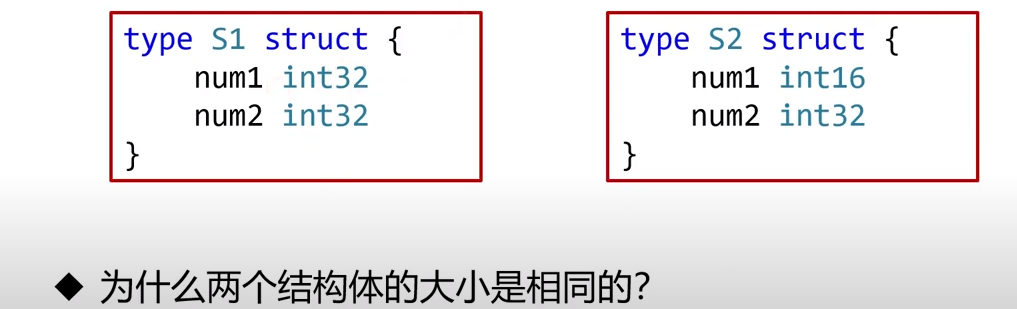 type S1 struct {
    num1 int32
    num2 int32
}
type S2 struct {
    num1 int16
    num2 int32
}
◆ 为什么两个结构体的大小是相同的?